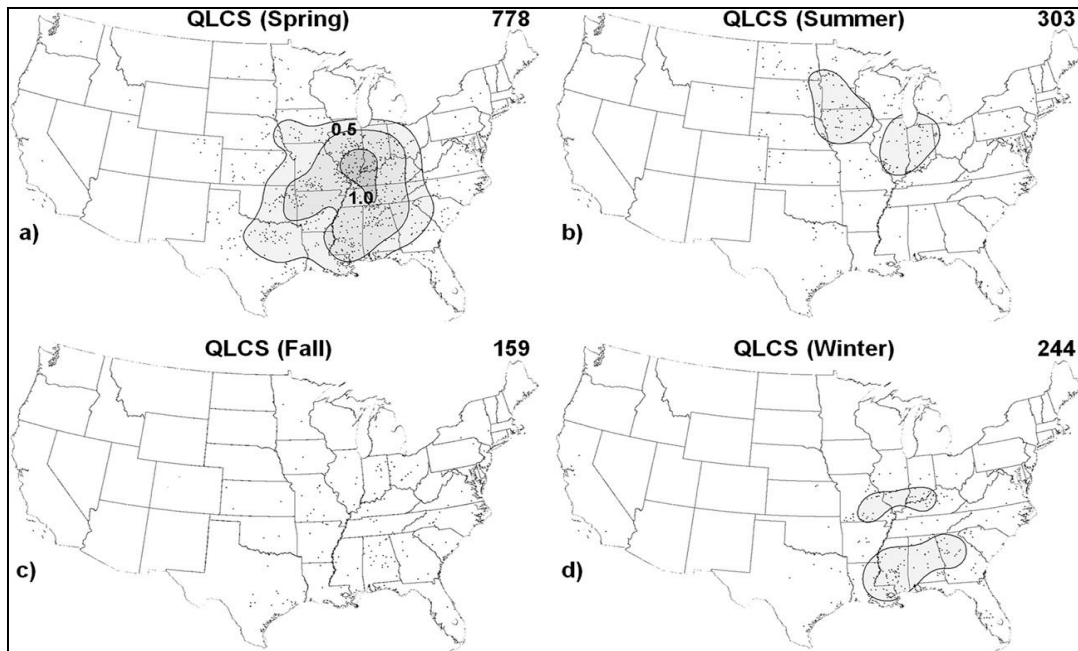 QLCS (Spring) 778
QLCS (Summer) 303
0.5
1.0
a)
b)
QLCS (Fall) 159
QLCS (Winter) 244
c)
d)